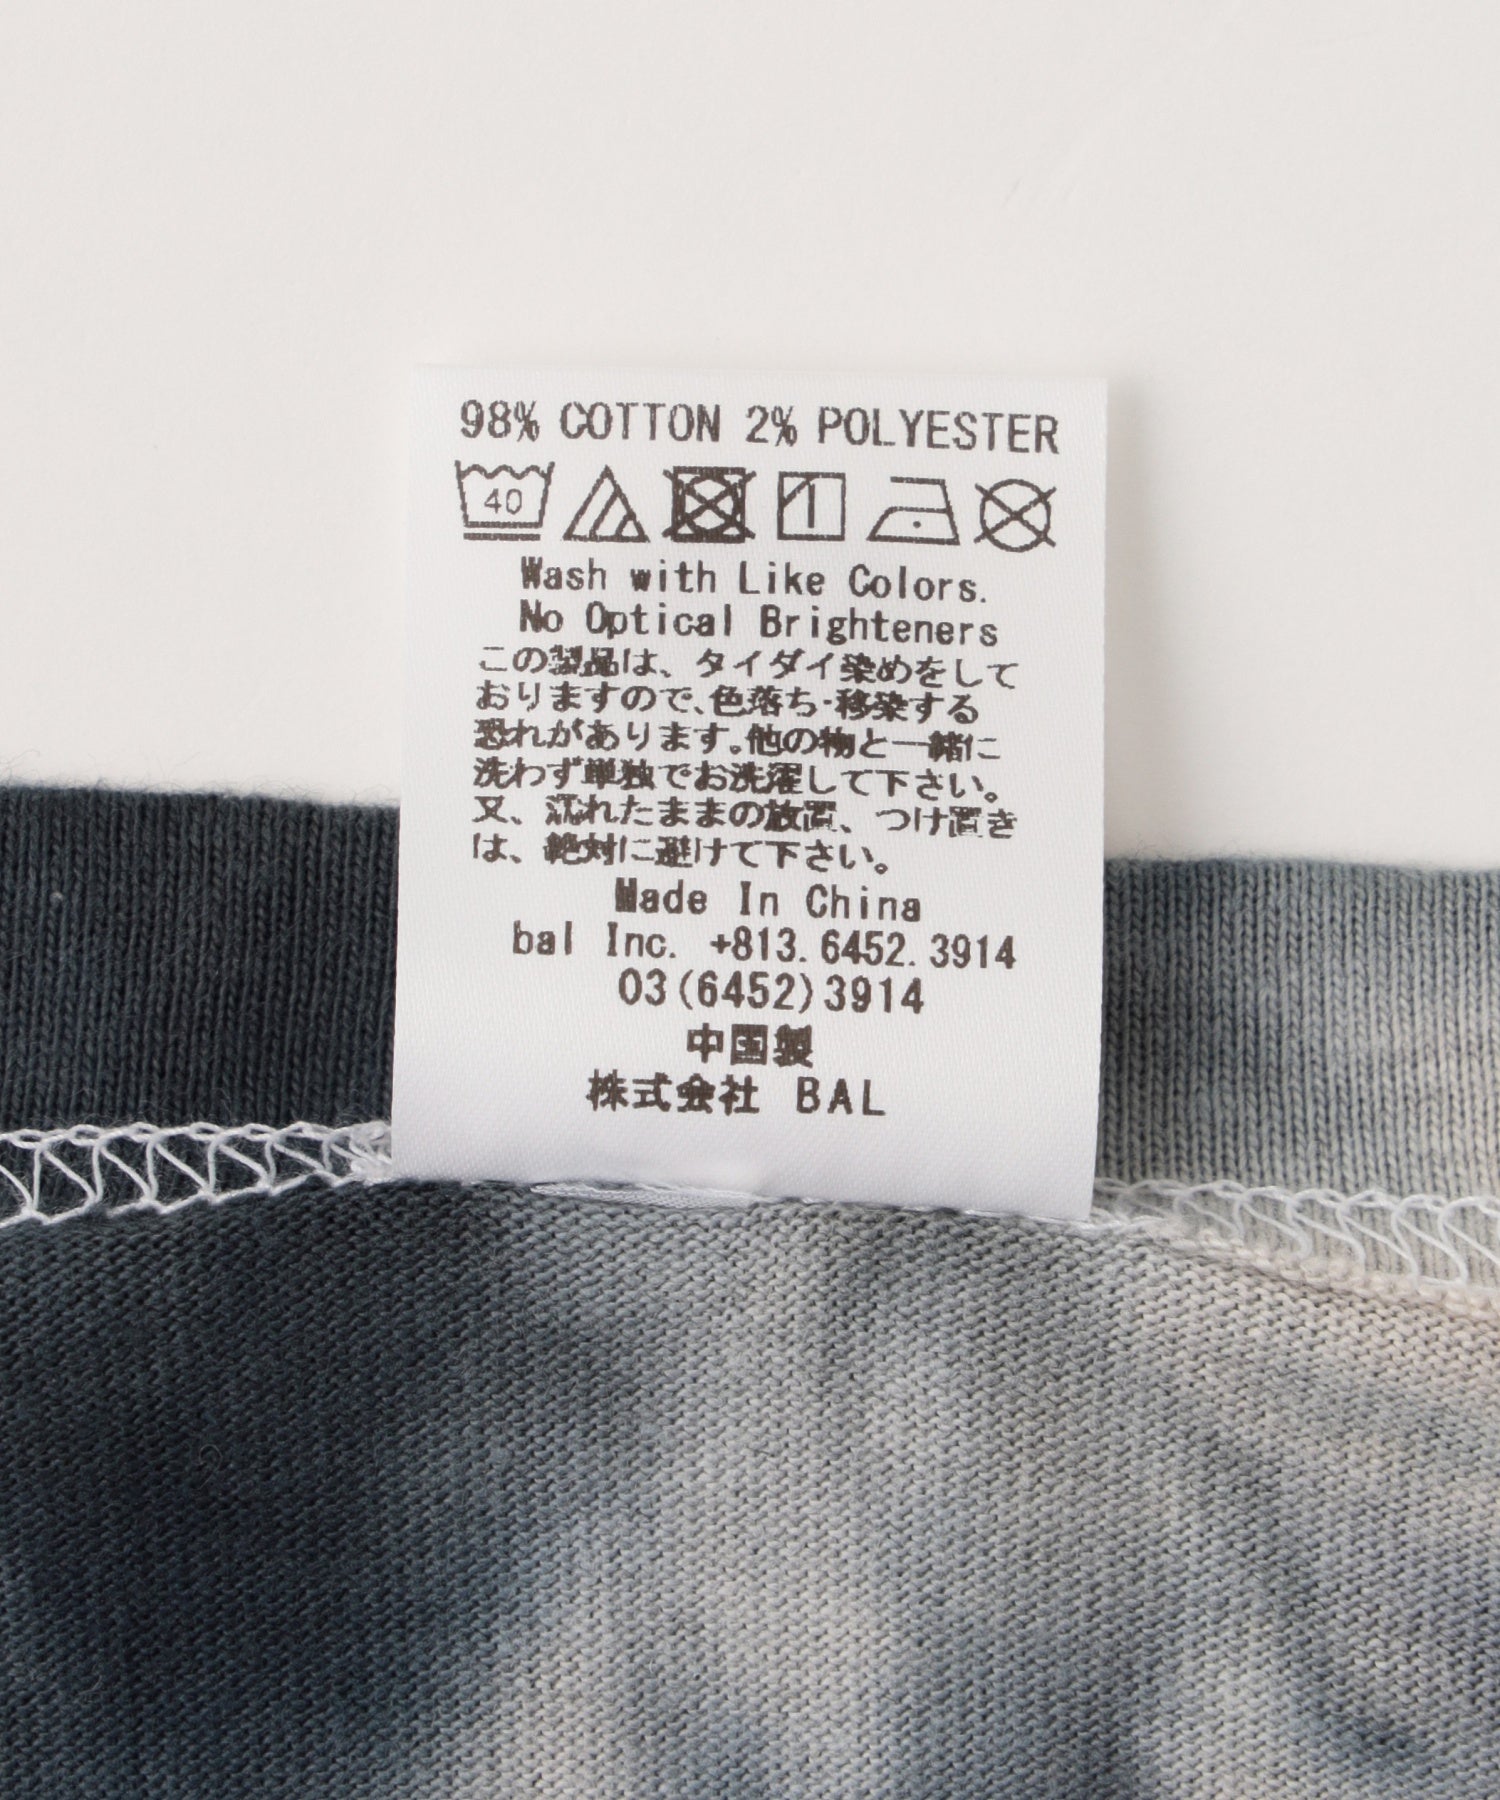 98% COTTON 2% POLYESTER
40
Wash with Like Colors.
No Optical Brighteners
この製品は、タイダイ染めをして
おりますので､色落ち･移染する
恐れがあります｡他の物と一緒に
洗わず単独でお洗濯して下さい。
又、濡れたままの放置、つけ置き
は、絶対に避けて下さい。
Made In China
bal Inc. +813.6452.3914
03(6452)3914
中国製
株式会社 BAL